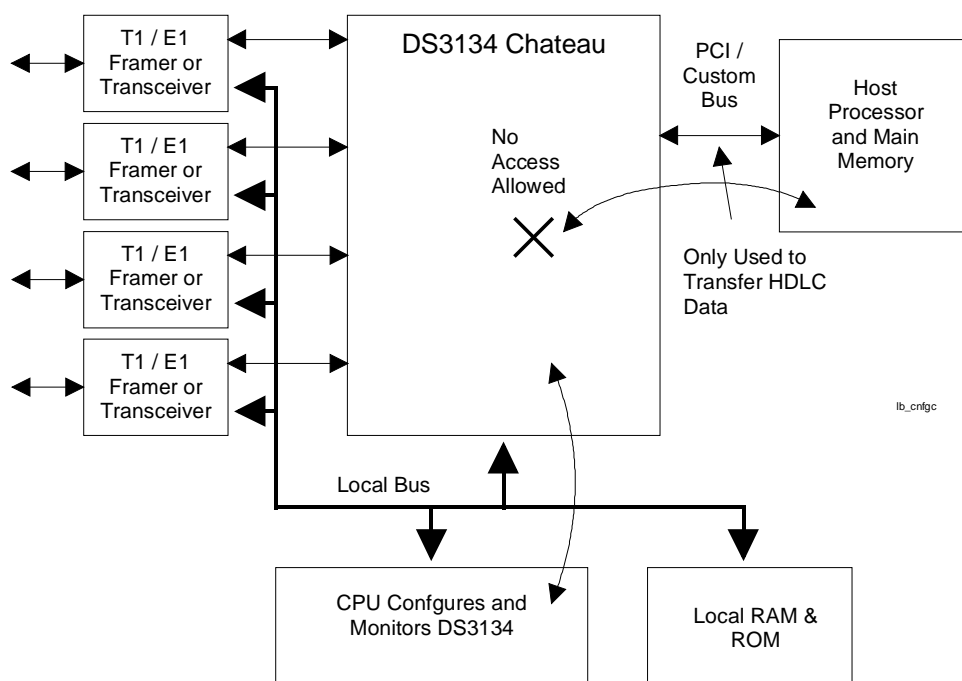 T1 / E1
Framer or
Transceiver
T1 / E1
Framer or
Transceiver
T1 / E1
Framer or
Transceiver
T1 / E1
Framer or
Transceiver
DS3134 Chateau
No
Access
Allowed
PCI /
Custom
Bus
Host
Processor
and Main
Memory
Only Used to
Transfer HDLC
Data
lb_cnfgc
Local Bus
CPU Confgures and
Monitors DS3134
Local RAM &
ROM